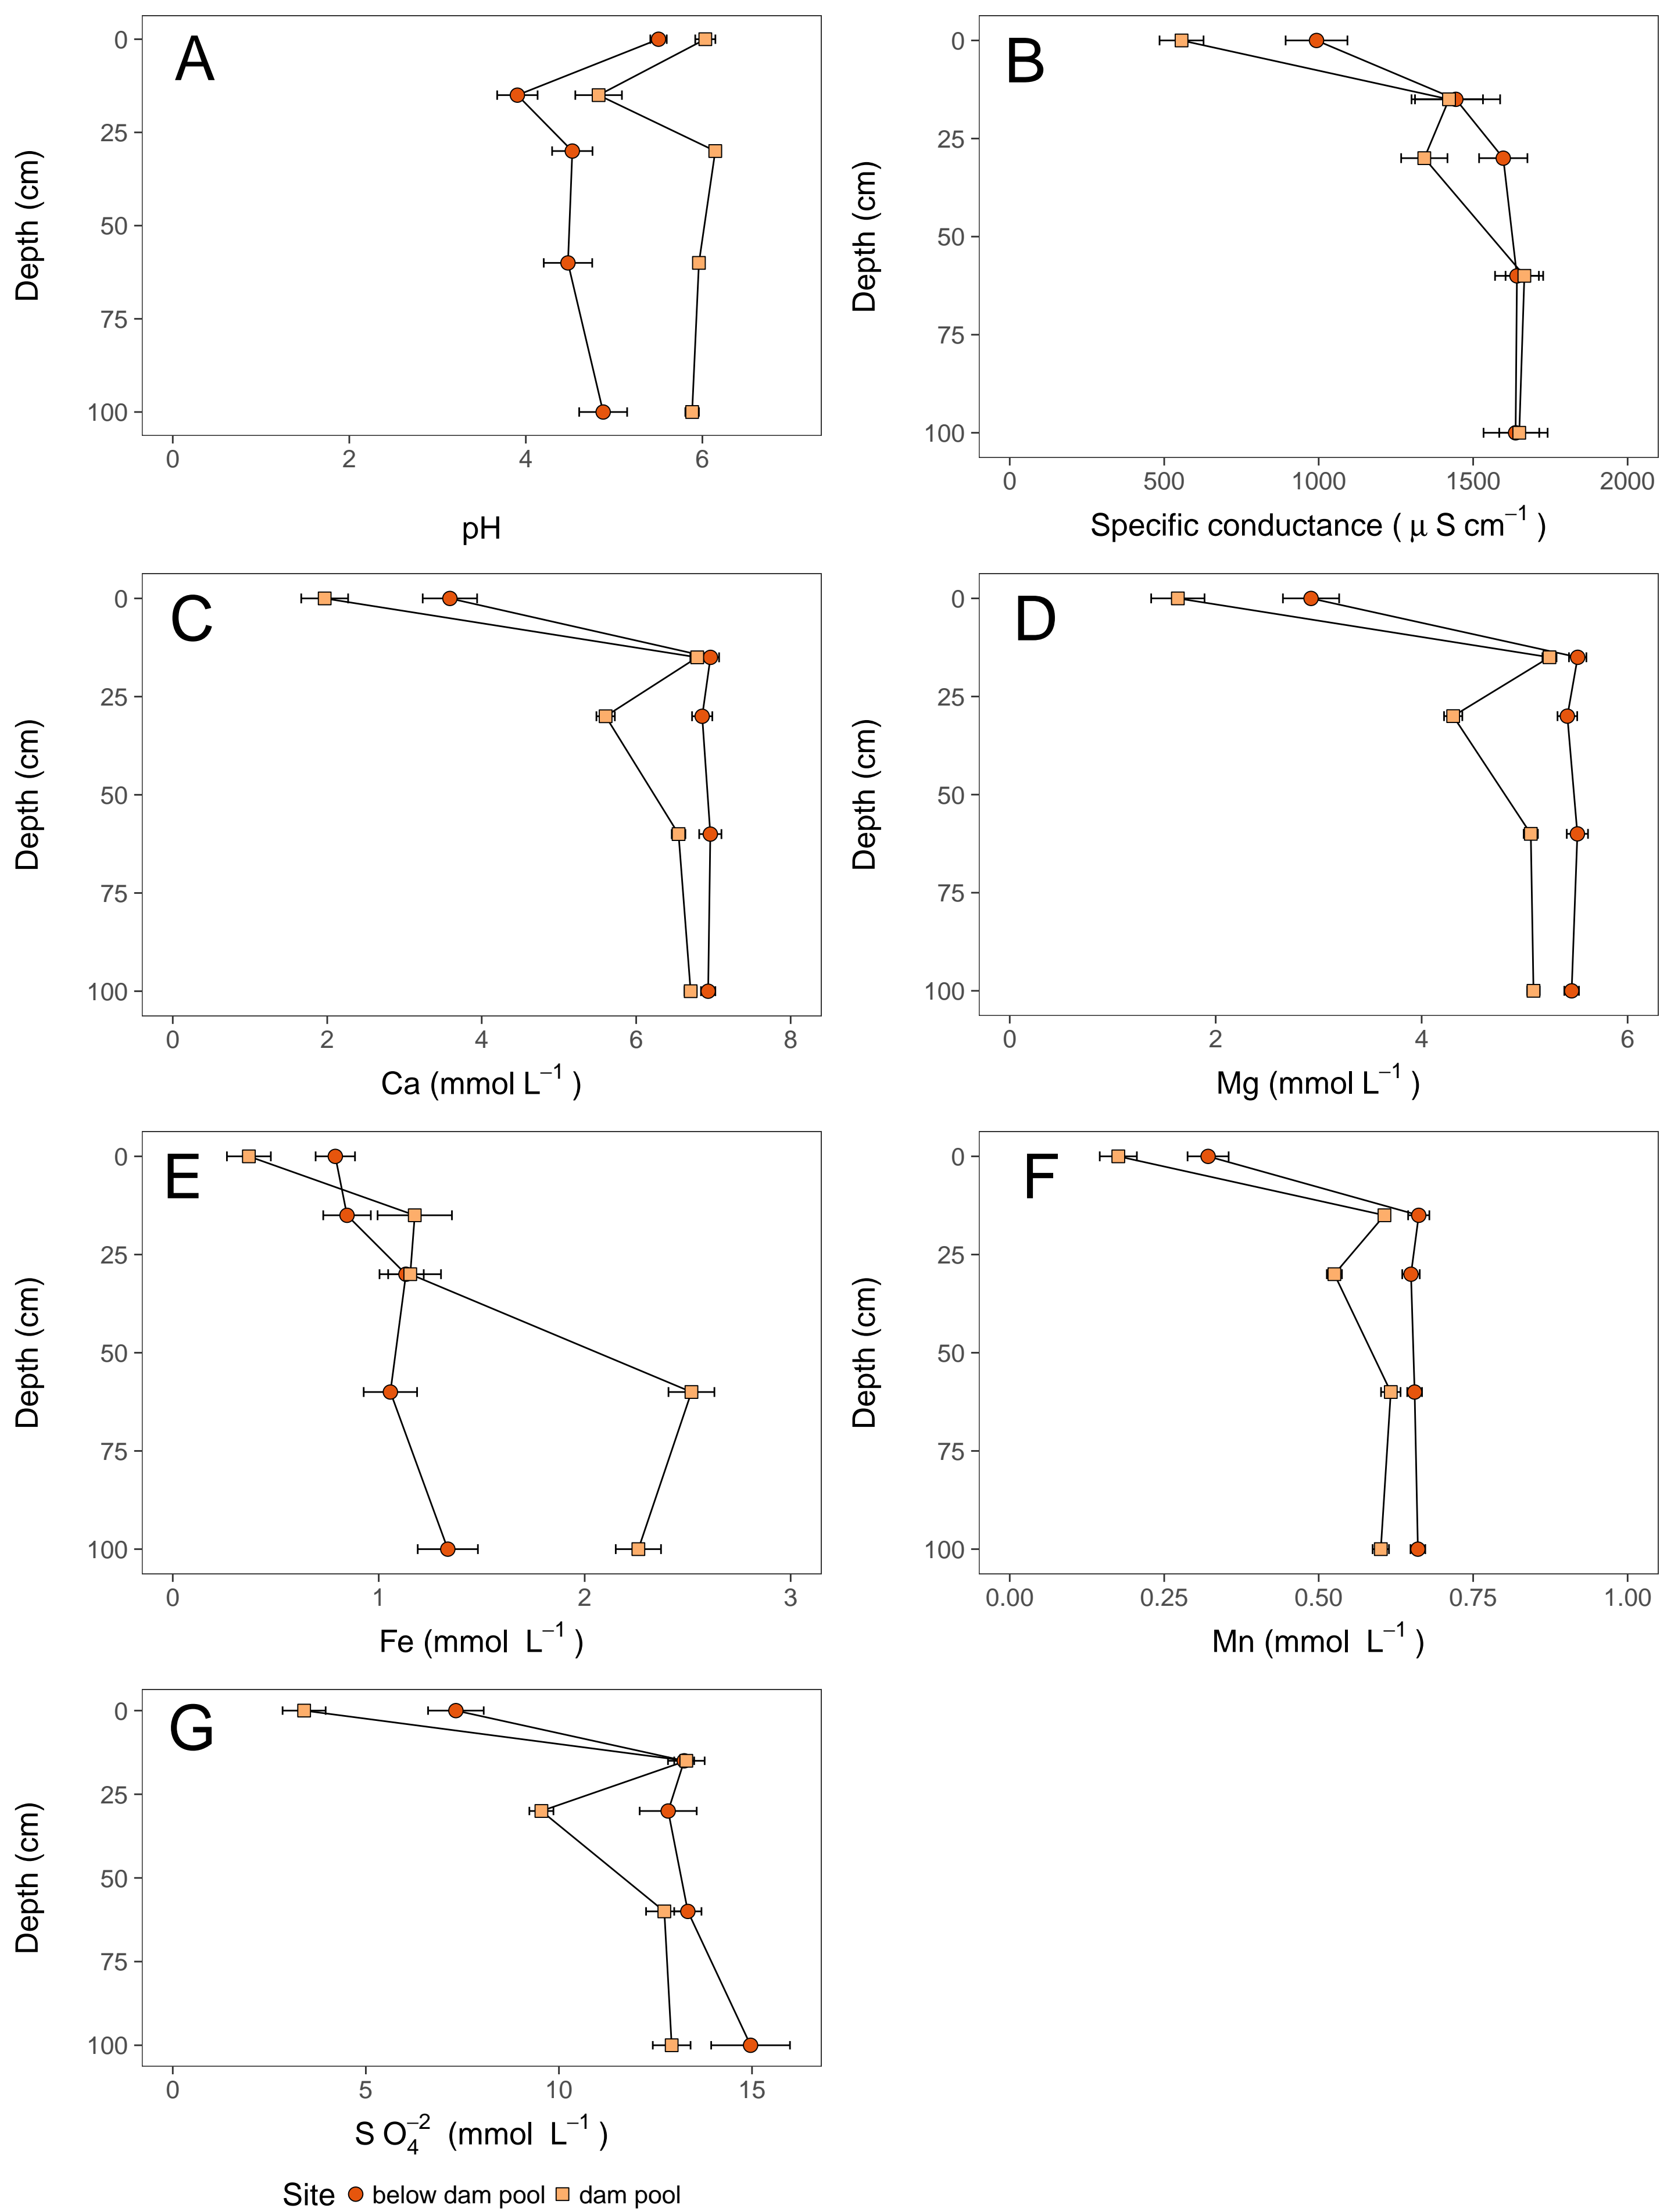 A
Depth (cm)
0
25
50
75
100
0 2 4 6
pH
B
Depth (cm)
0
25
50
75
100
0 500 1000 1500 2000
Specific conductance ( μ S cm⁻¹ )
C
Depth (cm)
0
25
50
75
100
0 2 4 6 8
Ca (mmol L⁻¹ )
D
Depth (cm)
0
25
50
75
100
0 2 4 6
Mg (mmol L⁻¹ )
E
Depth (cm)
0
25
50
75
100
0 1 2 3
Fe (mmol L⁻¹ )
F
Depth (cm)
0
25
50
75
100
0.00 0.25 0.50 0.75 1.00
Mn (mmol L⁻¹ )
G
Depth (cm)
0
25
50
75
100
0 5 10 15
S O₄⁻² (mmol L⁻¹ )
Site below dam pool dam pool